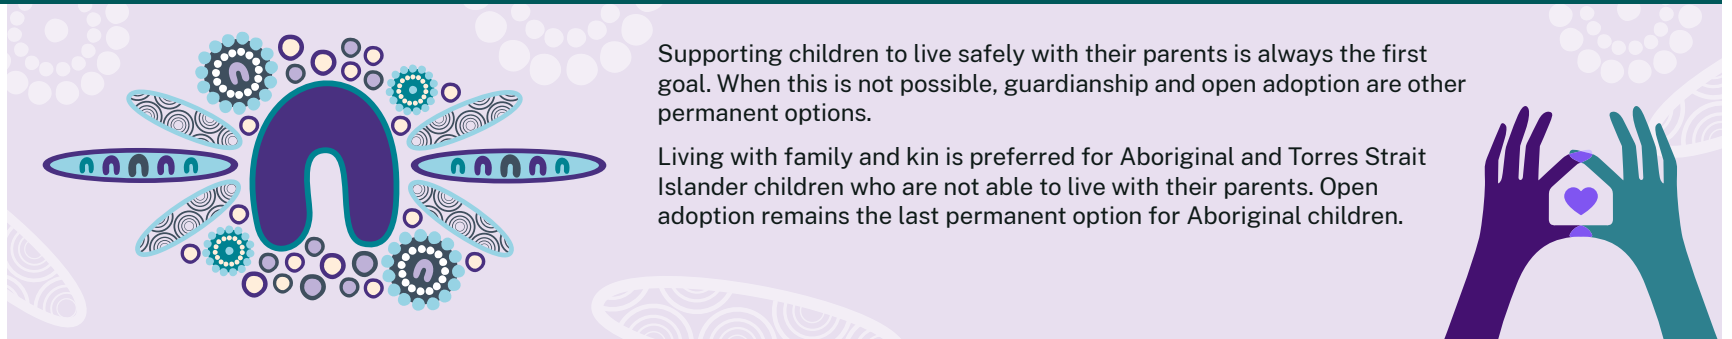 Supporting children to live safely with their parents is always the first
goal. When this is not possible, guardianship and open adoption are other
permanent options.
Living with family and kin is preferred for Aboriginal and Torres Strait
Islander children who are not able to live with their parents. Open
adoption remains the last permanent option for Aboriginal children.